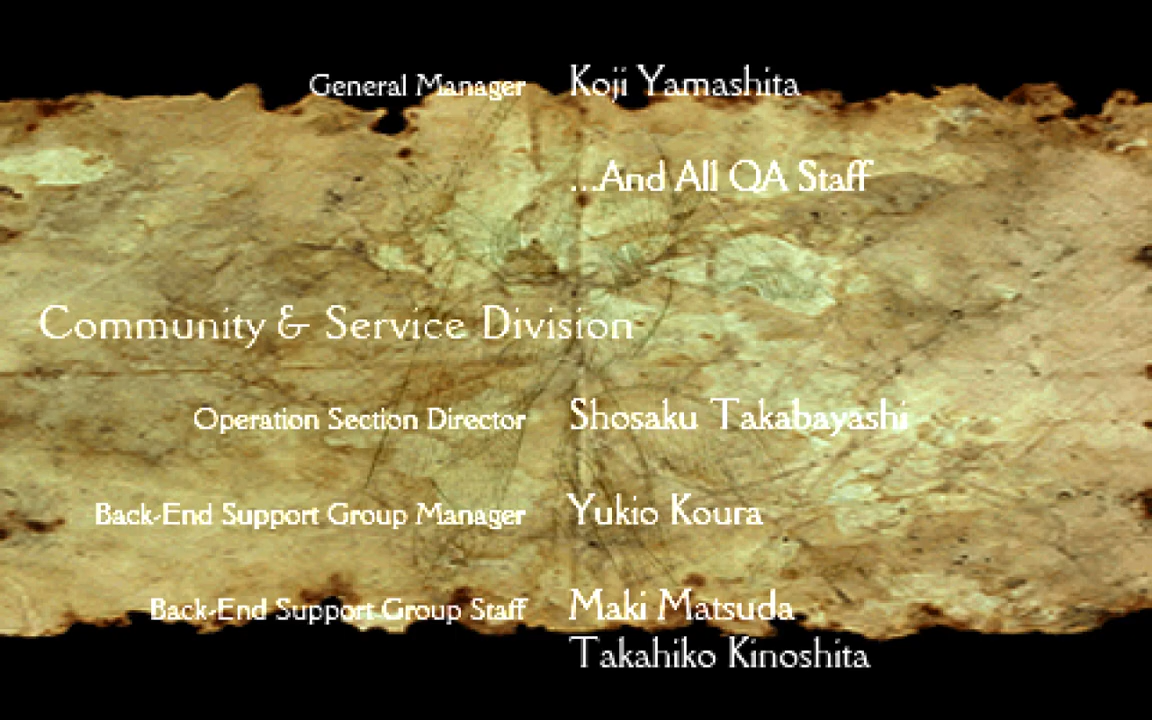 General Manager Koji Yamashita
...And All QA Staff
Community & Service Division
Operation Section Director Shosaku Takabayashi
Back-End Support Group Manager Yukio Koura
Back-End Support Group Staff Maki Matsuda
Takahiko Kinoshita